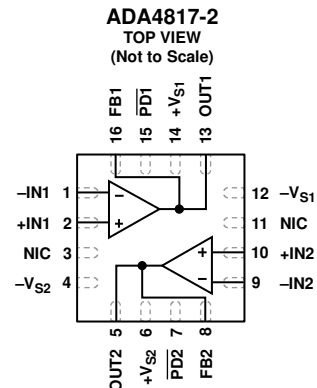 ADA4817-2
TOP VIEW
(Not to Scale)
16 FB1
15 PD1
14 +VS1
13 OUT1
–IN1 1
+IN1 2
NIC 3
–VS2 4
12 –VS1
11 NIC
10 +IN2
9 –IN2
– +
+ –
OUT2 5
+VS2 6
PD2 7
FB2 8